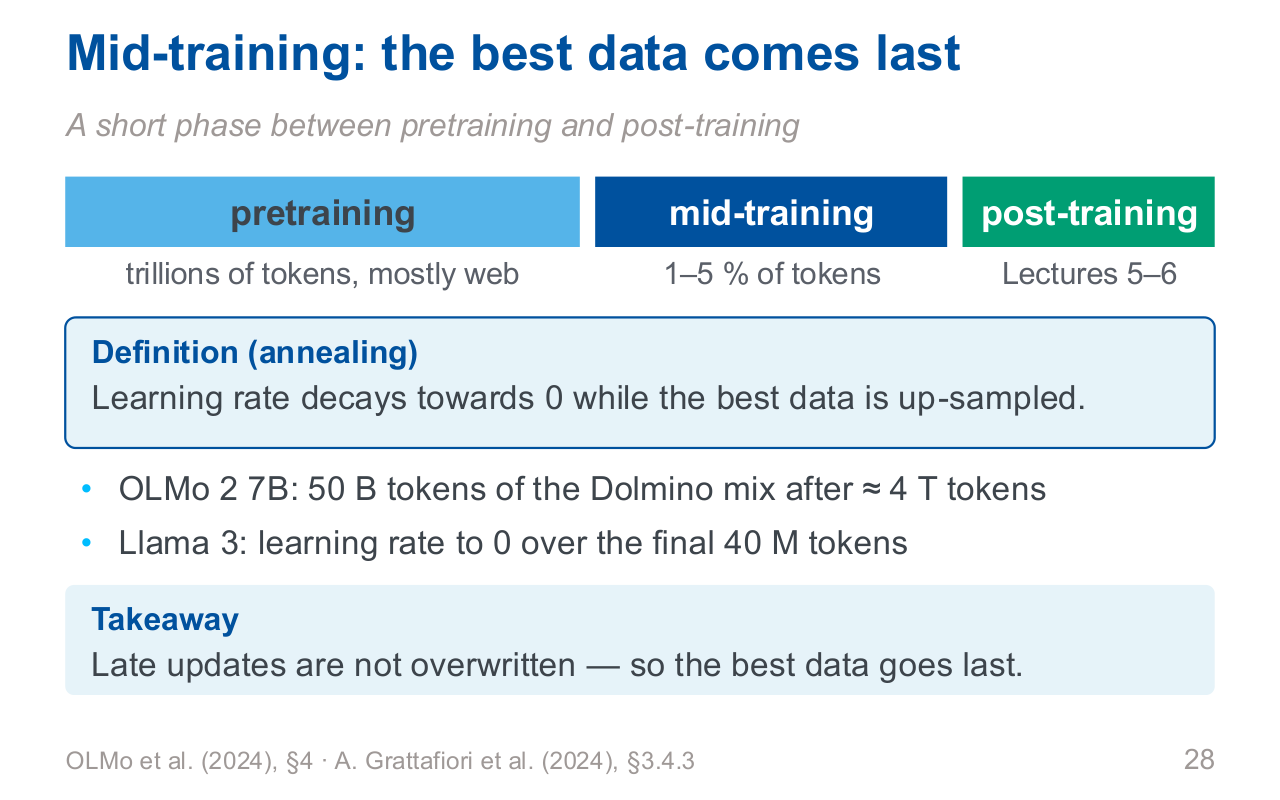 Mid-training: the best data comes last
A short phase between pretraining and post-training
pretraining
mid-training
post-training
trillions of tokens, mostly web
1–5 % of tokens
Lectures 5–6
Definition (annealing)
Learning rate decays towards 0 while the best data is up-sampled.
• OLMo 2 7B: 50 B tokens of the Dolmino mix after ≈ 4 T tokens
• Llama 3: learning rate to 0 over the final 40 M tokens
Takeaway
Late updates are not overwritten — so the best data goes last.
OLMo et al. (2024), §4 · A. Grattafiori et al. (2024), §3.4.3
28